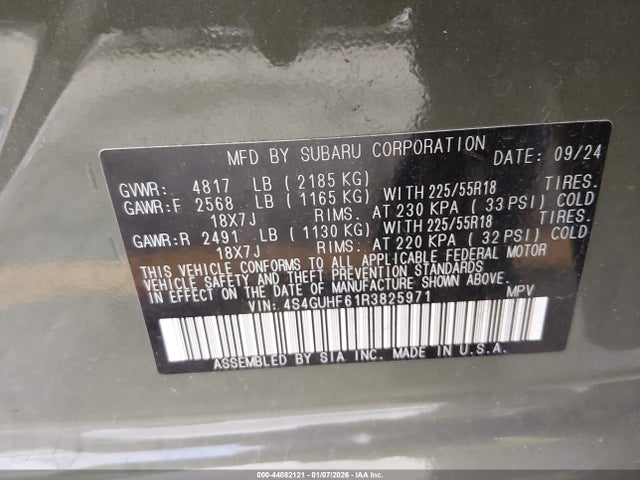 MFD BY SUBARU CORPORATION DATE: 09/24
GVWR: 4817 LB ( 2185 KG)
GAWR:F 2568 LB ( 1165 KG) WITH 225/55R18 TIRES.
18X7J RIMS. AT 230 KPA ( 33 PSI) COLD
GAWR:R 2491 LB ( 1130 KG) WITH 225/55R18 TIRES.
18X7J RIMS. AT 220 KPA ( 32 PSI) COLD
THIS VEHICLE CONFORMS TO ALL APPLICABLE FEDERAL MOTOR
VEHICLE SAFETY AND THEFT PREVENTION STANDARDS
IN EFFECT ON THE DATE OF MANUFACTURE SHOWN ABOVE.
VIN: 4S4GUHF61R3825971 MPV
ASSEMBLED BY SIA INC. MADE IN U.S.A.
000-44082121 - 01/07/2026 - IAA Inc.